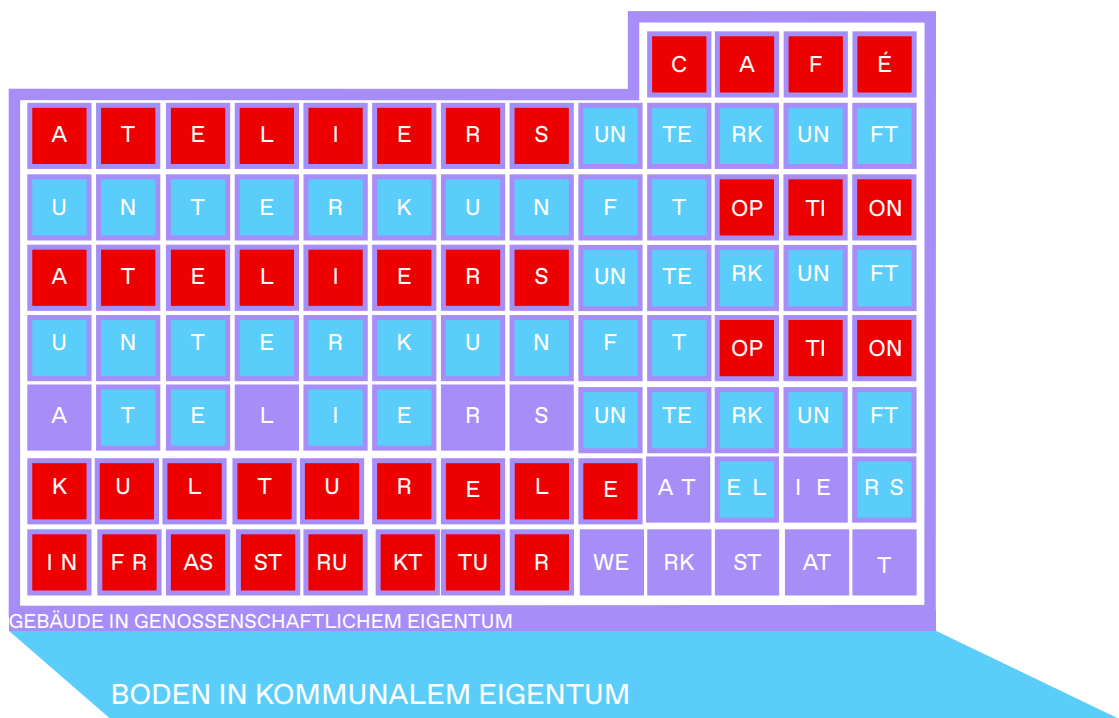 C A F É
A T E L I E R S UN TE RK UN FT
U N T E R K U N F T OP TI ON
A T E L I E R S UN TE RK UN FT
U N T E R K U N F T OP TI ON
A T E L I E R S UN TE RK UN FT
K U L T U R E L L E A T E L I E R S
I N F R AS ST RU KT TU R WE RK ST AT T
GEBÄUDE IN GENOSSENSCHAFTLICHEM EIGENTUM
BODEN IN KOMMUNALEM EIGENTUM